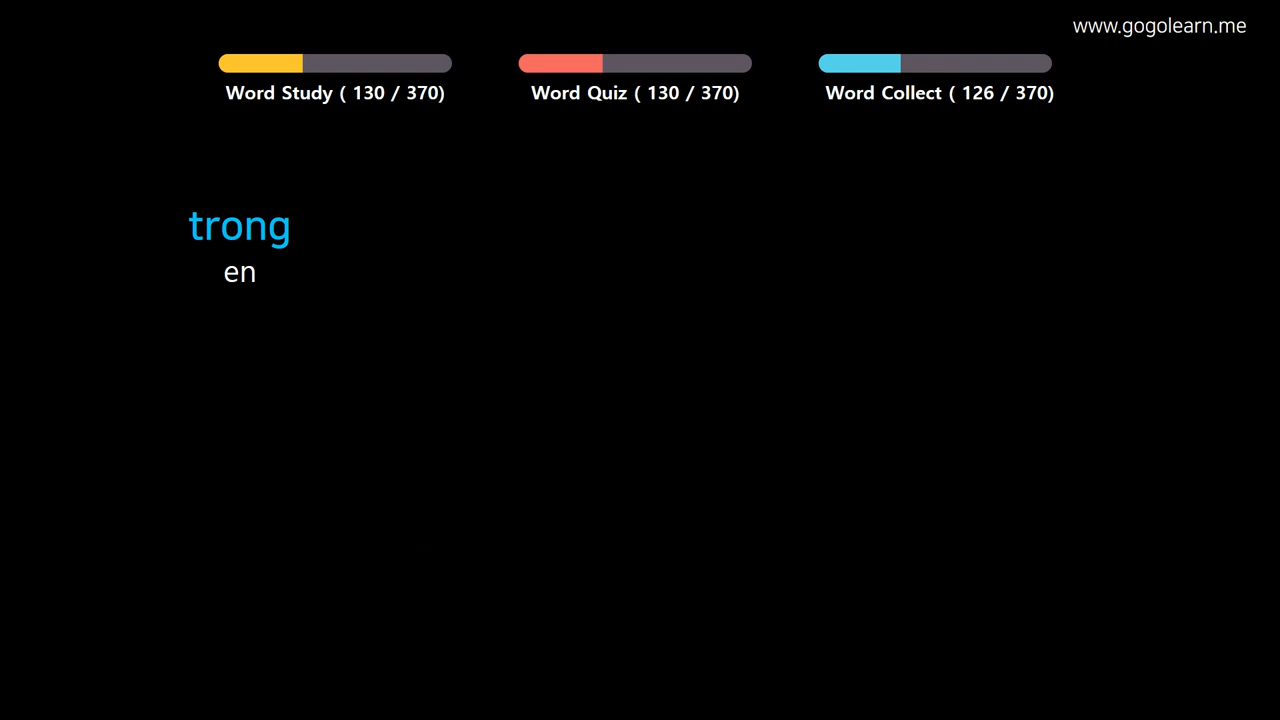 www.gogolearn.me
Word Study ( 130 / 370)
Word Quiz ( 130 / 370)
Word Collect ( 126 / 370)
trong
en